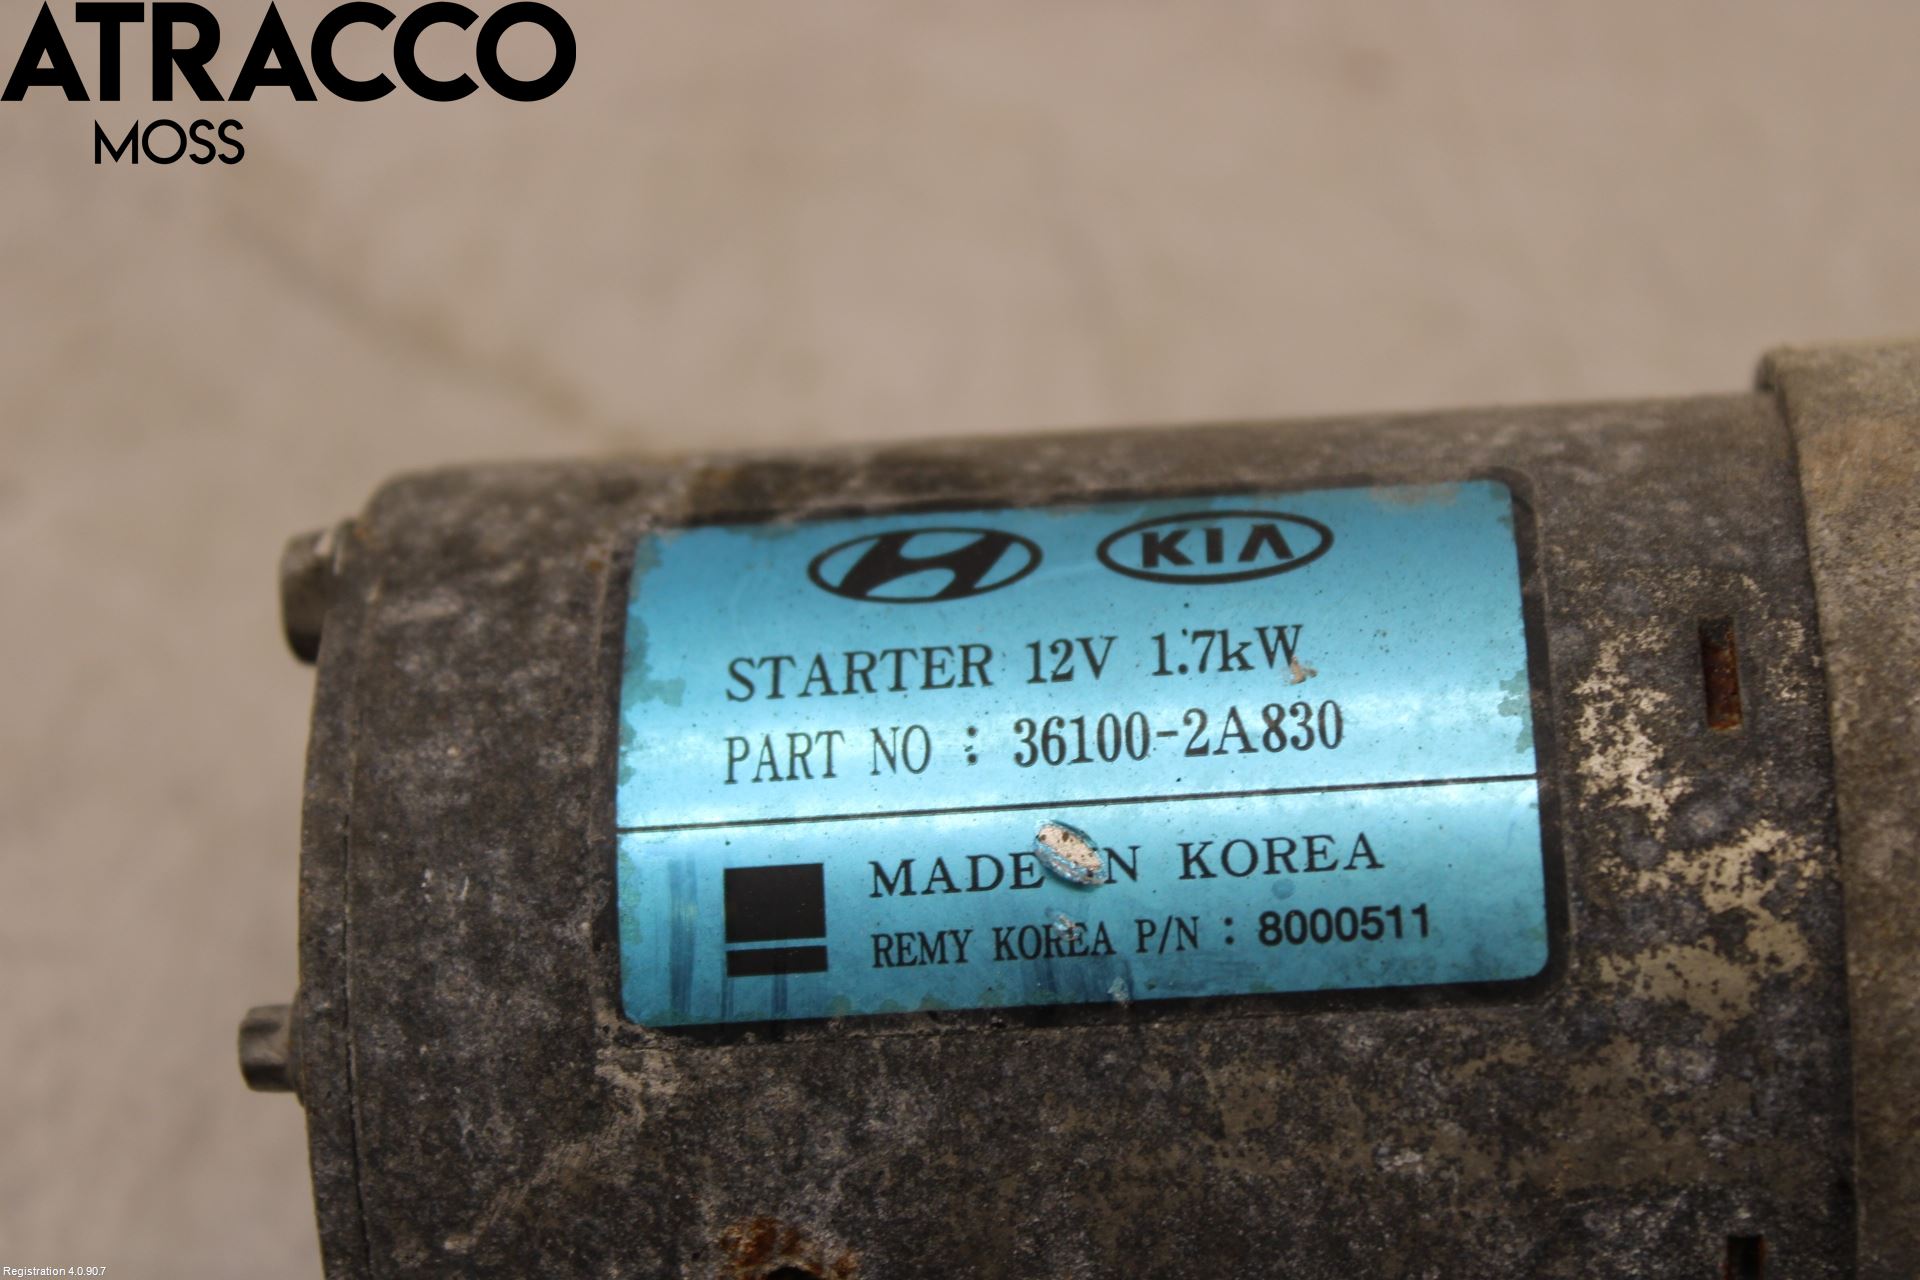 ATRACCO
MOSS
KIA
STARTER 12V 1.7kW
PART NO : 36100-2A830
MADE N KOREA
REMY KOREA P/N : 8000511
Registration 4.0.90.7